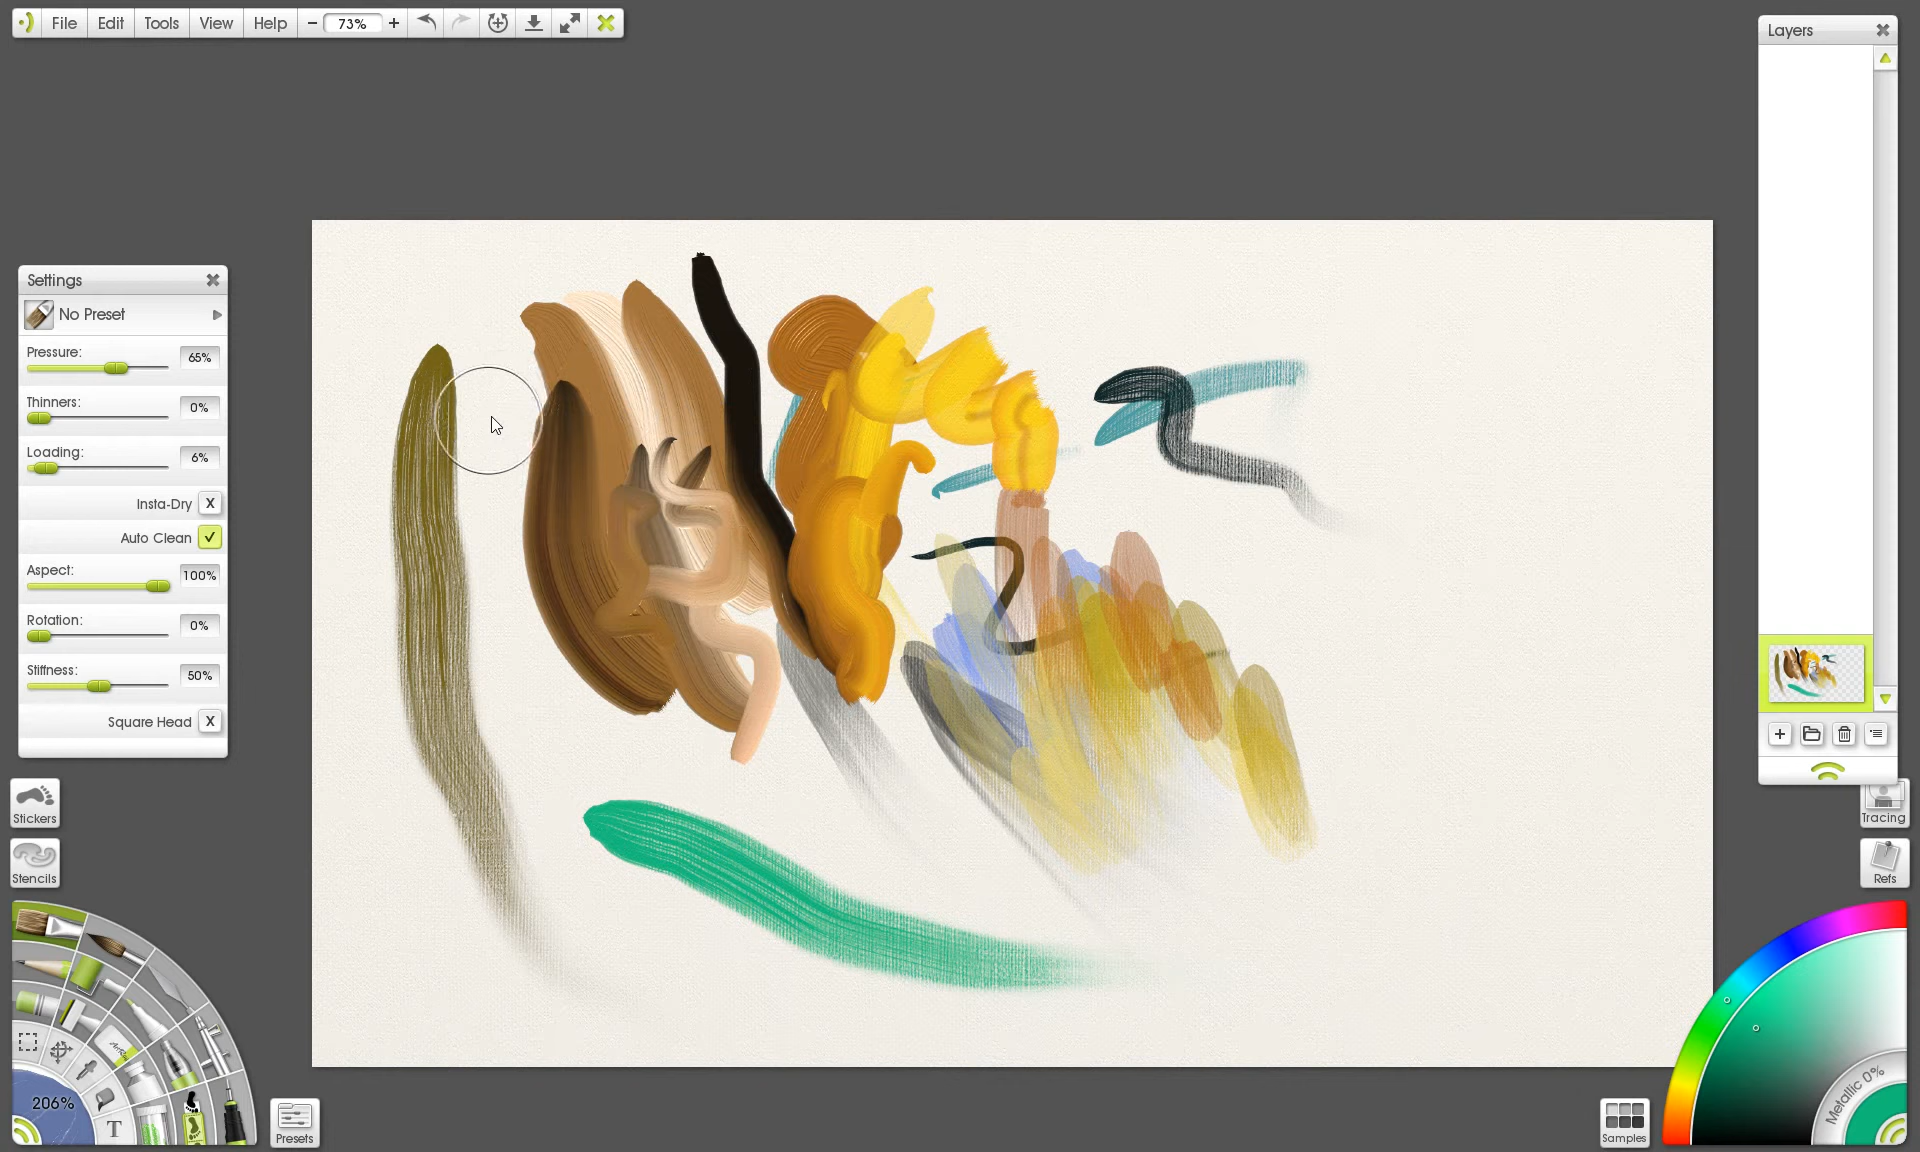 File Edit Tools View Help − 73% +
Layers
Settings
No Preset
Pressure: 65%
Thinners: 0%
Loading: 6%
Insta-Dry X
Auto Clean
Aspect: 100%
Rotation: 0%
Stiffness: 50%
Square Head X
Stickers
Stencils
Tracing
Refs
206%
T
Presets
Samples
Metallic 0%